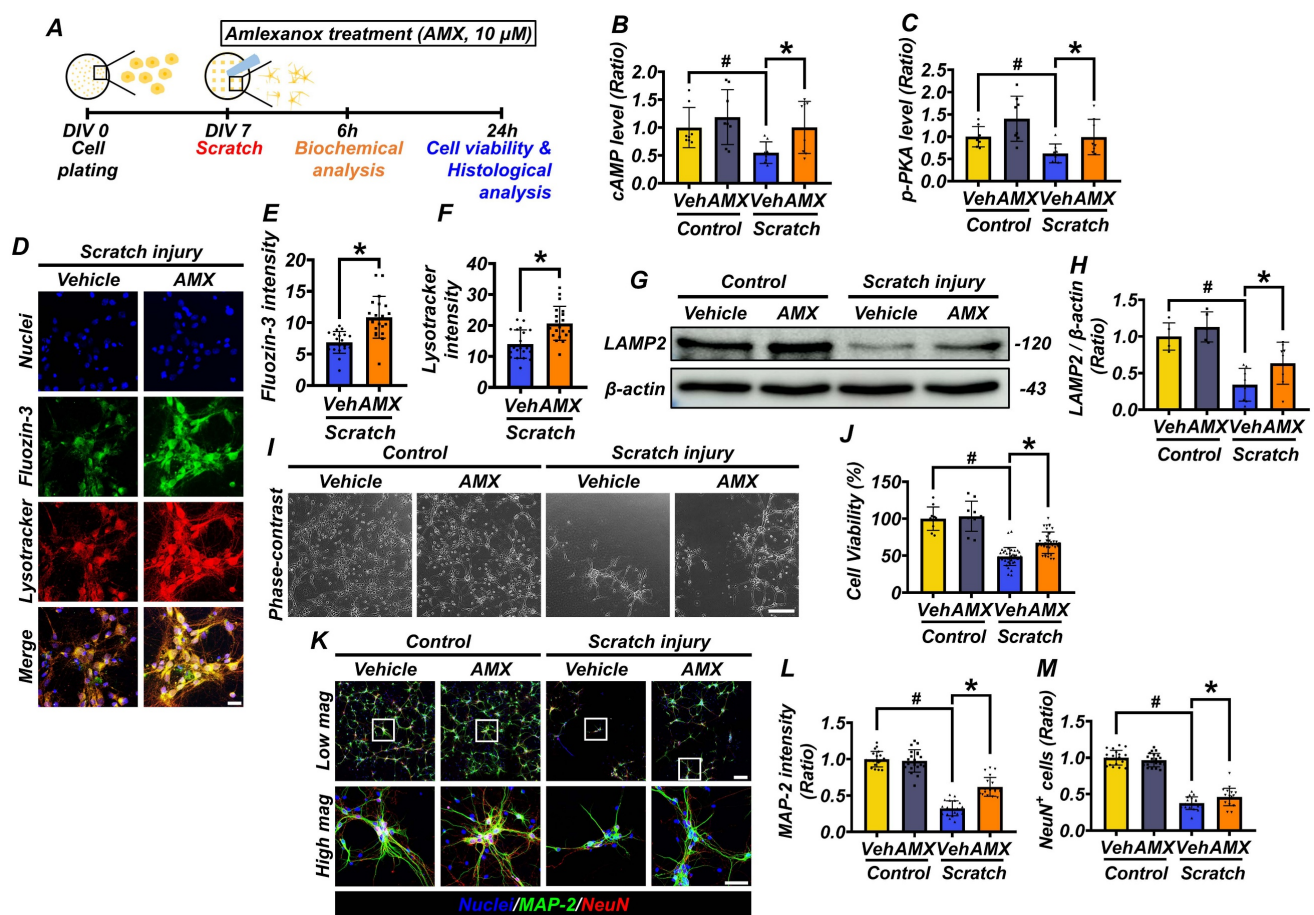 A
Amlexanox treatment (AMX, 10 µM)
DIV 0
Cell
plating
DIV 7
Scratch
6h
Biochemical
analysis
24h
Cell viability &
Histological
analysis
B
cAMP level (Ratio)
2.0
1.5
1.0
0.5
0.0
#
*
Veh AMX Veh AMX
Control Scratch
C
p-PKA level (Ratio)
2.5
2.0
1.5
1.0
0.5
0.0
#
*
Veh AMX Veh AMX
Control Scratch
D
Scratch injury
Vehicle AMX
Nuclei
Fluozin-3
Lysotracker
Merge
E
Fluozin-3 intensity
20
15
10
5
0
*
Veh AMX
Scratch
F
Lysotracker
intensity
40
30
20
10
0
*
Veh AMX
Scratch
G
Control Scratch injury
Vehicle AMX Vehicle AMX
LAMP2 -120
β-actin -43
H
LAMP2 / β-actin
(Ratio)
1.5
1.0
0.5
0.0
#
*
Veh AMX Veh AMX
Control Scratch
I
Control Scratch injury
Vehicle AMX Vehicle AMX
Phase-contrast
J
Cell Viability (%)
150
100
50
0
#
*
Veh AMX Veh AMX
Control Scratch
K
Control Scratch injury
Vehicle AMX Vehicle AMX
Low mag
High mag
Nuclei/MAP-2/NeuN
L
MAP-2 intensity
(Ratio)
1.5
1.0
0.5
0.0
#
*
Veh AMX Veh AMX
Control Scratch
M
NeuN+ cells (Ratio)
1.5
1.0
0.5
0.0
#
*
Veh AMX Veh AMX
Control Scratch